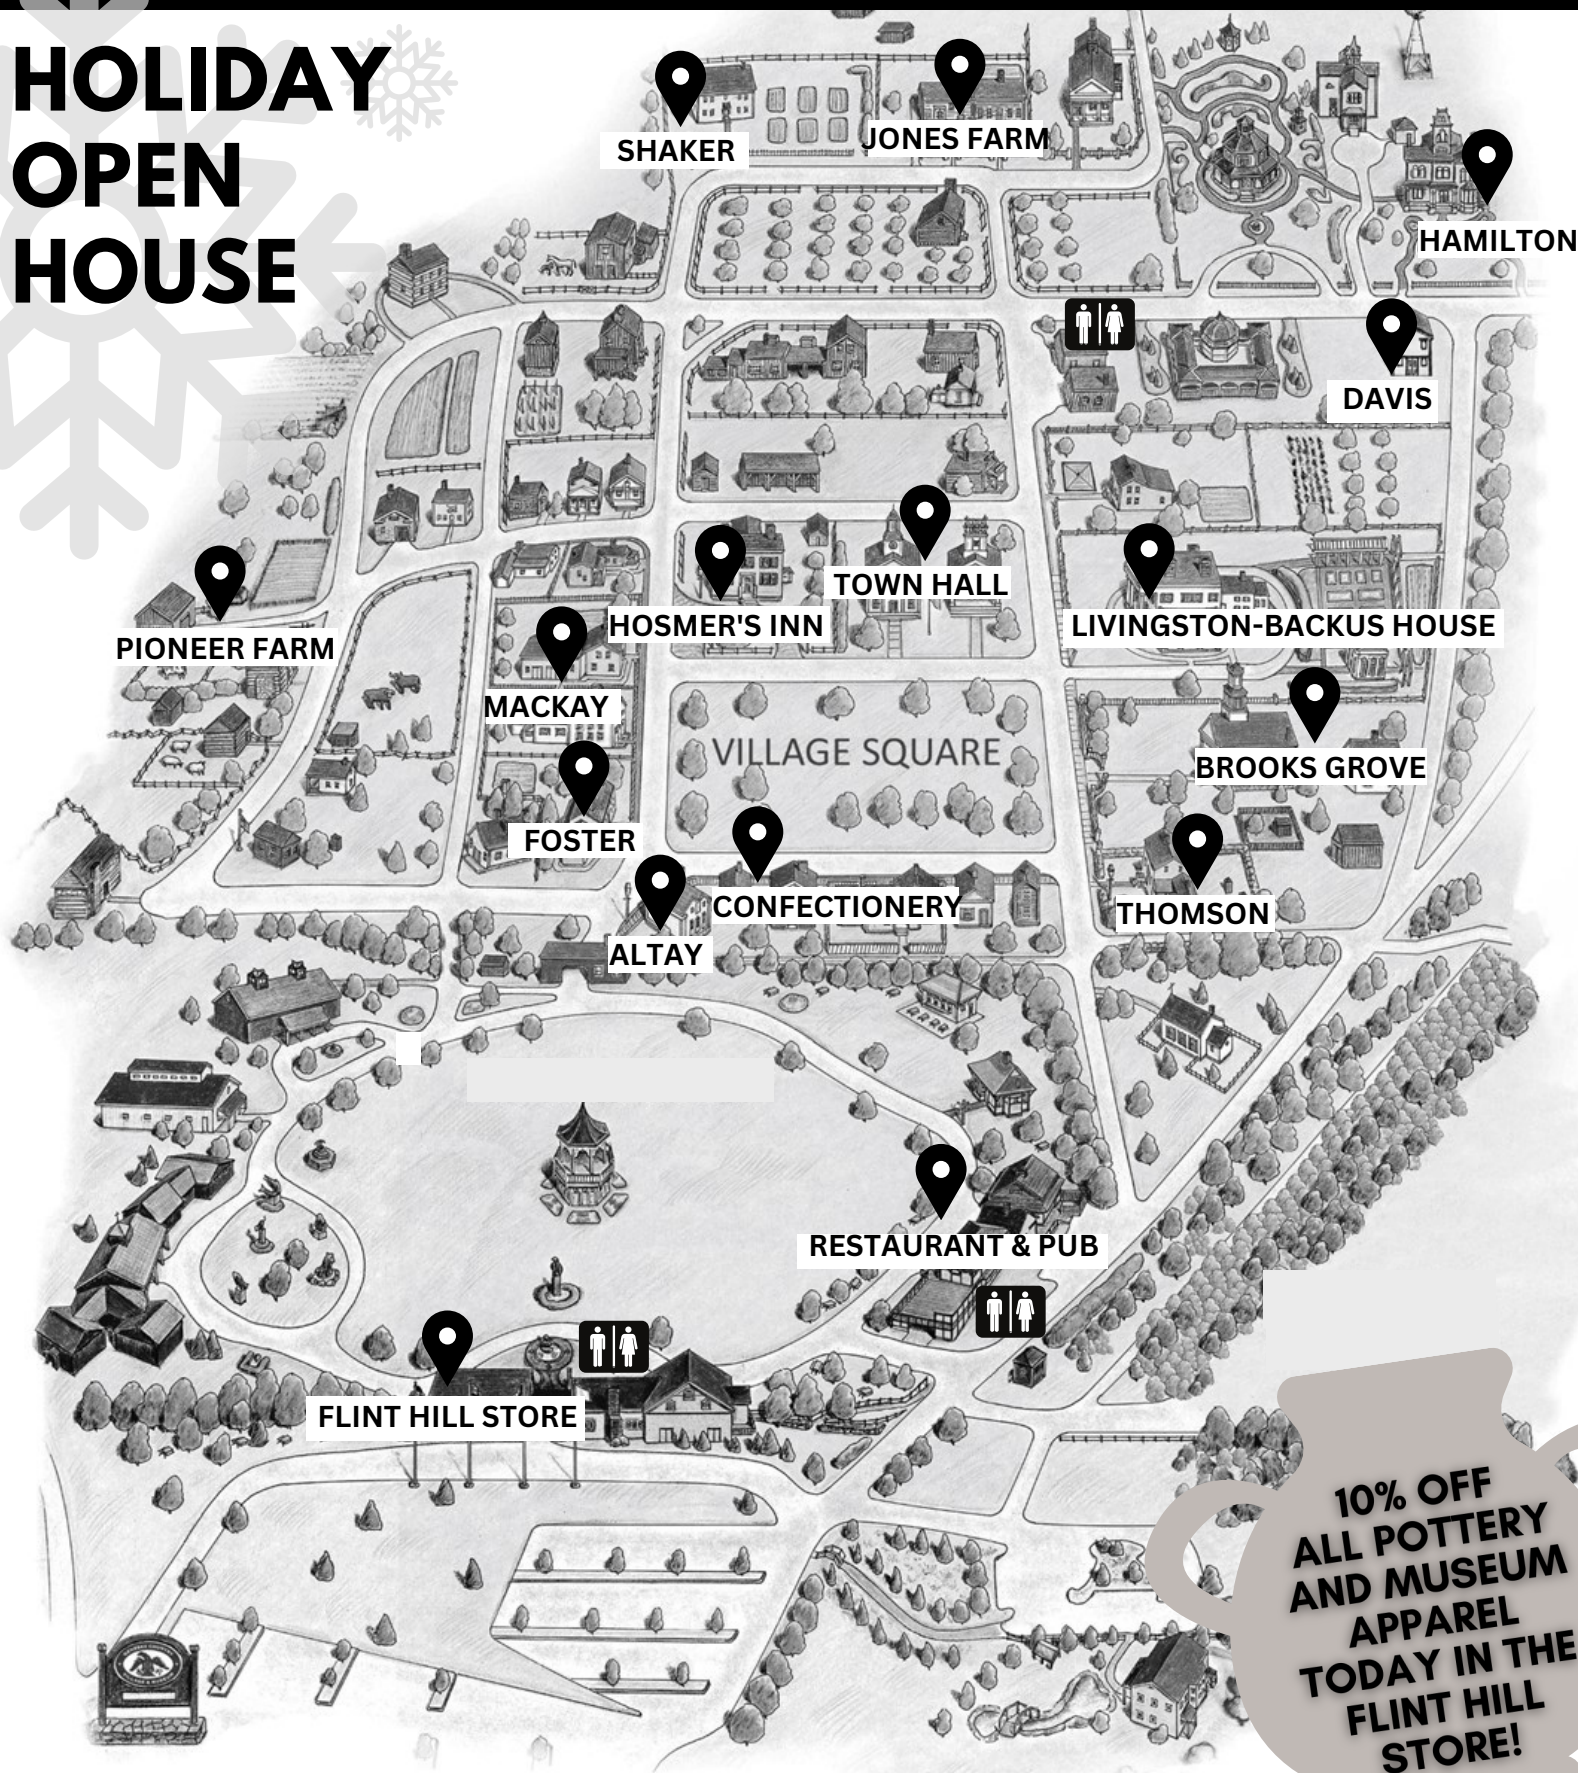 HOLIDAY
OPEN
HOUSE
SHAKER
JONES FARM
HAMILTON
DAVIS
TOWN HALL
HOSMER'S INN
LIVINGSTON-BACKUS HOUSE
PIONEER FARM
MACKAY
VILLAGE SQUARE
BROOKS GROVE
FOSTER
CONFECTIONERY
THOMSON
ALTAY
RESTAURANT & PUB
FLINT HILL STORE
10% OFF
ALL POTTERY
AND MUSEUM
APPAREL
TODAY IN THE
FLINT HILL
STORE!